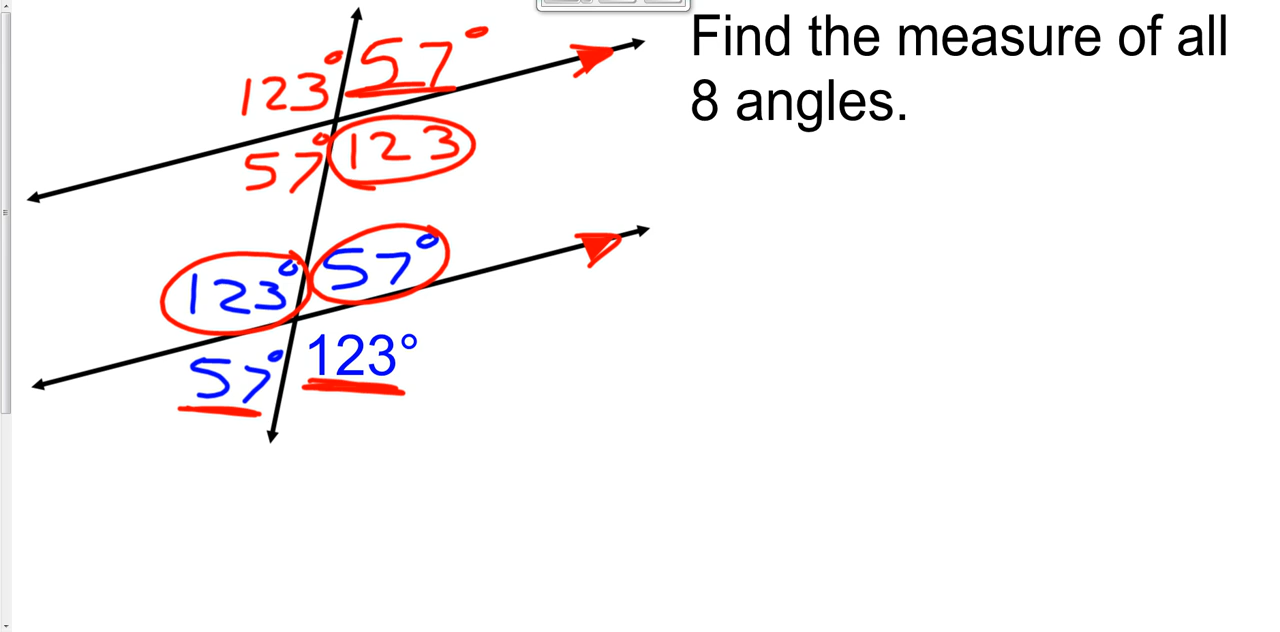 Find the measure of all
8 angles.
123° 57°
57° 123
123° 57°
57° 123°